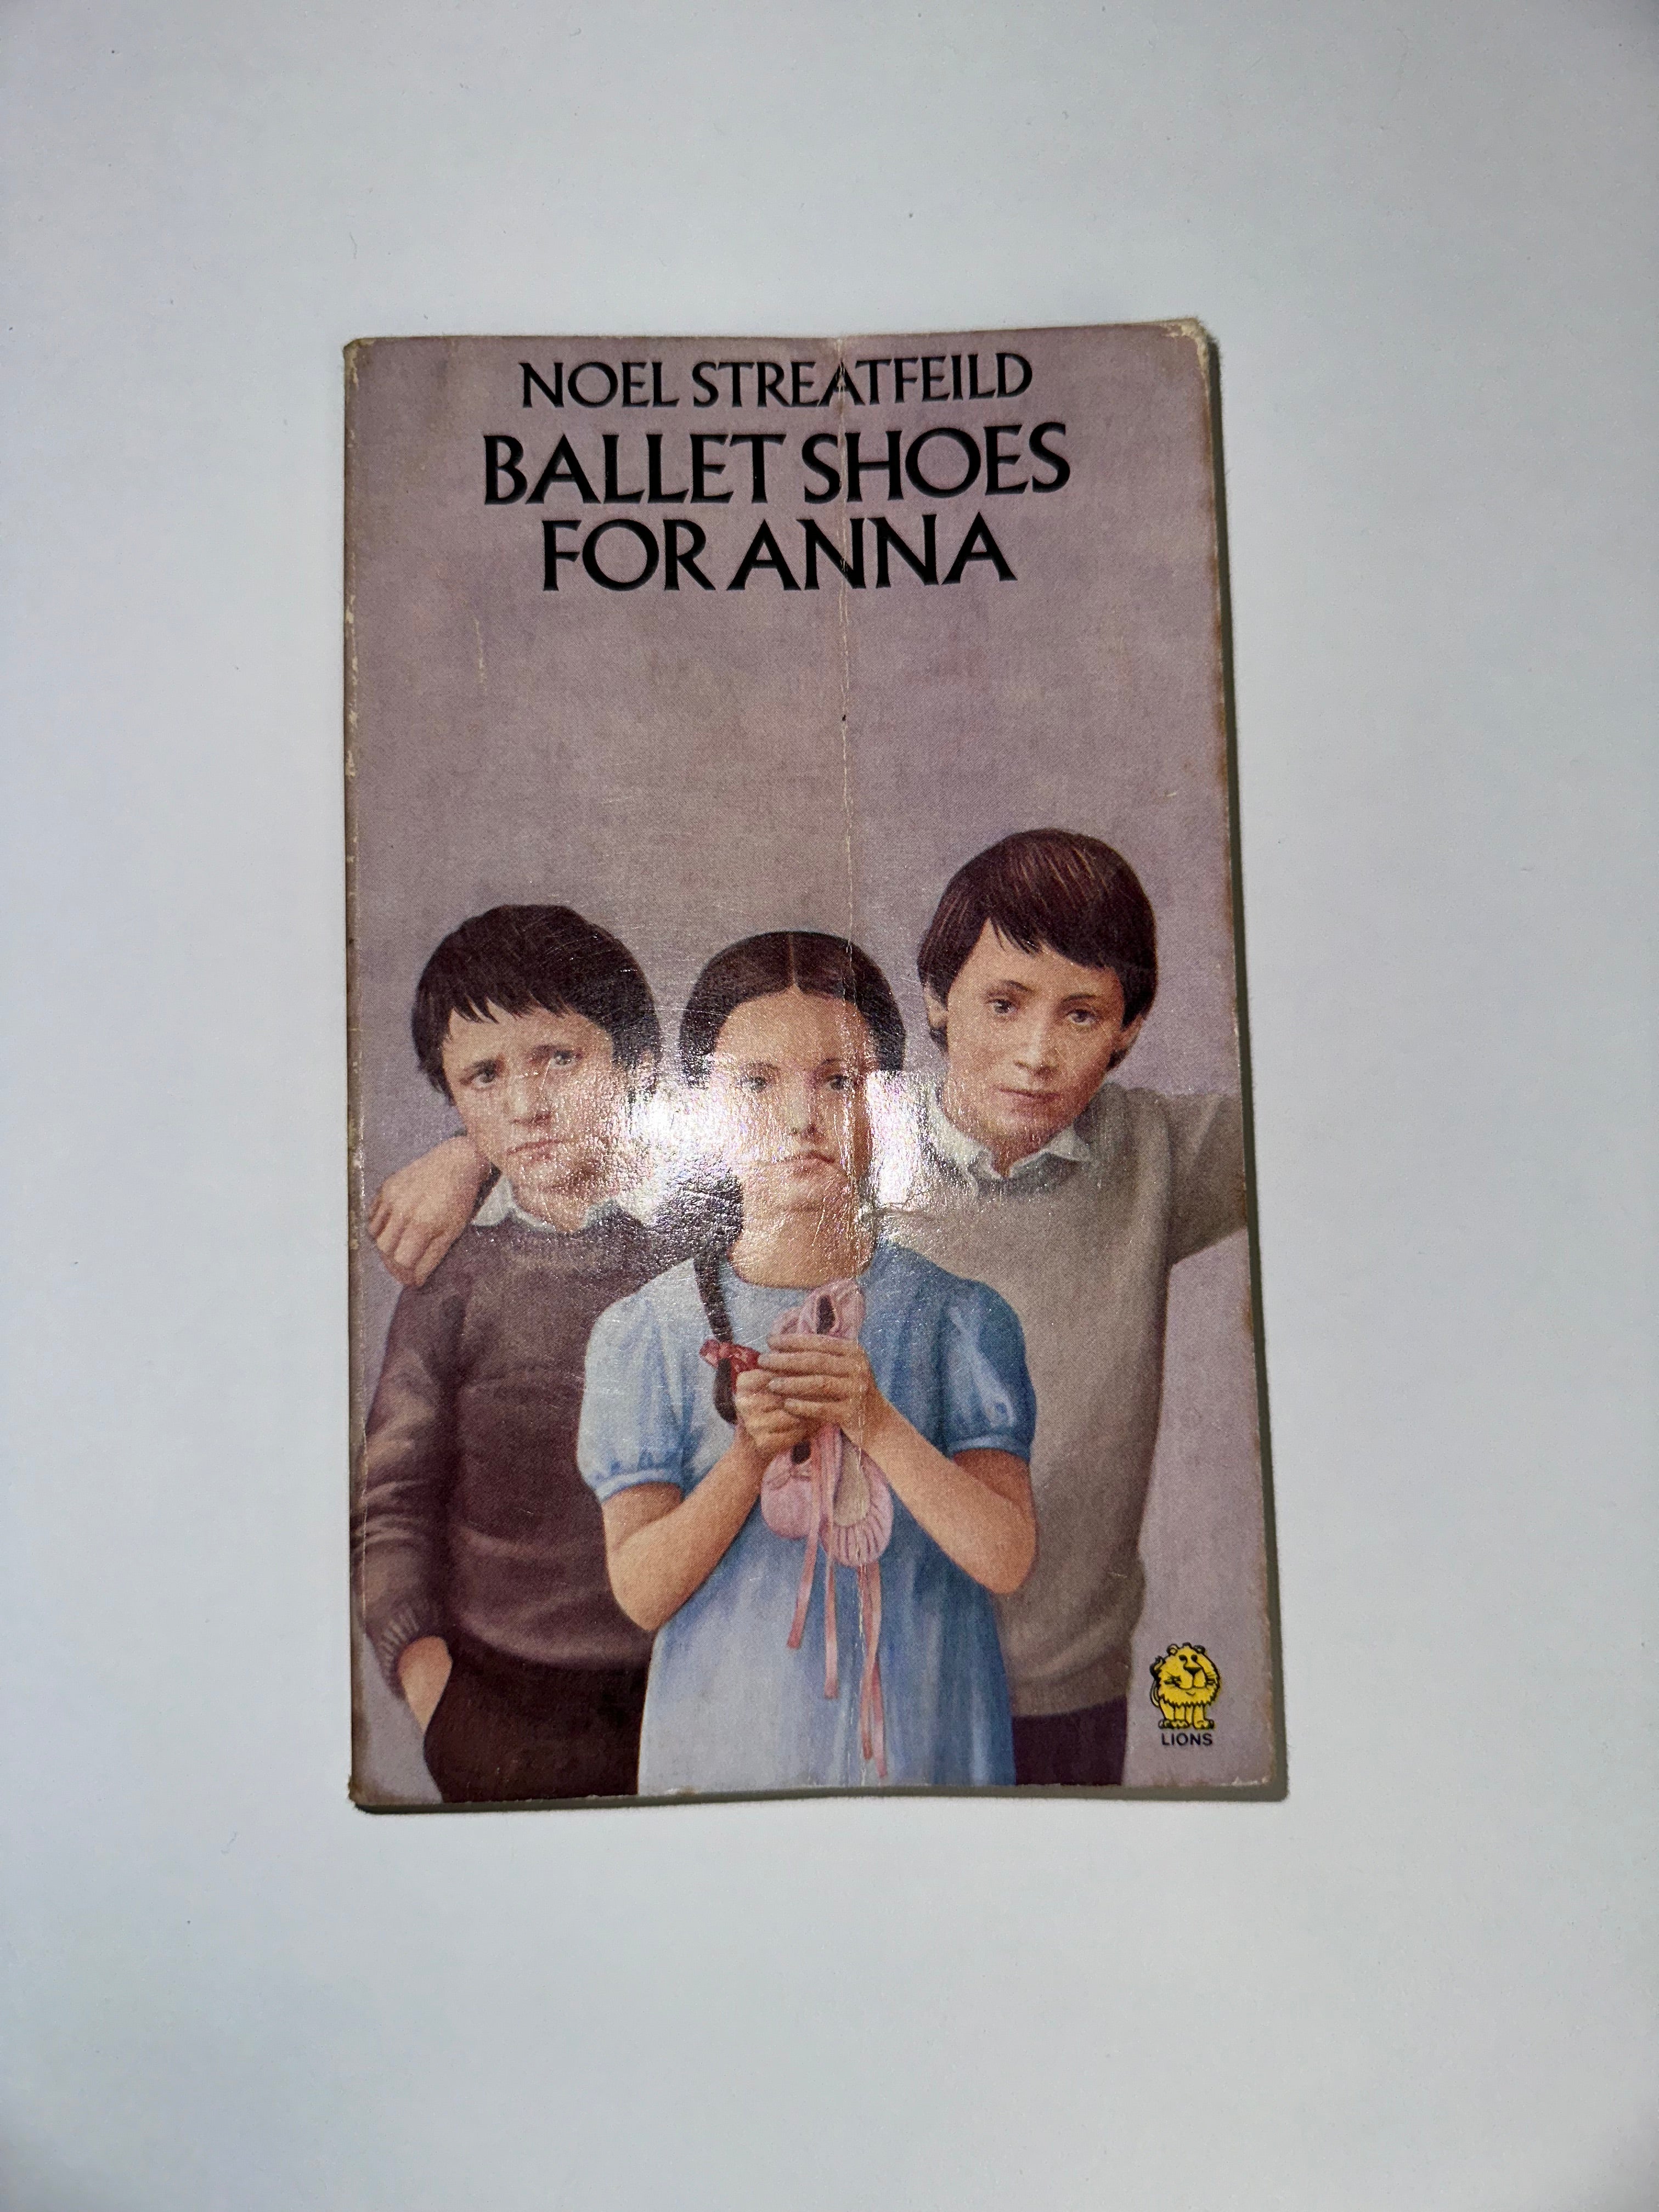 NOEL STREATFEILD
BALLET SHOES
FOR ANNA
LIONS